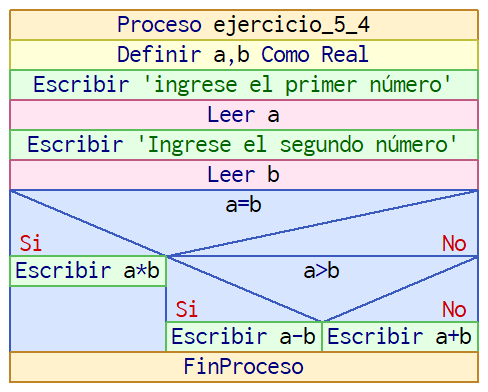 Proceso ejercicio_5_4
Definir a,b Como Real
Escribir 'ingrese el primer número'
Leer a
Escribir 'Ingrese el segundo número'
Leer b
a=b
Si No
Escribir a*b
a>b
Si No
Escribir a-b Escribir a+b
FinProceso